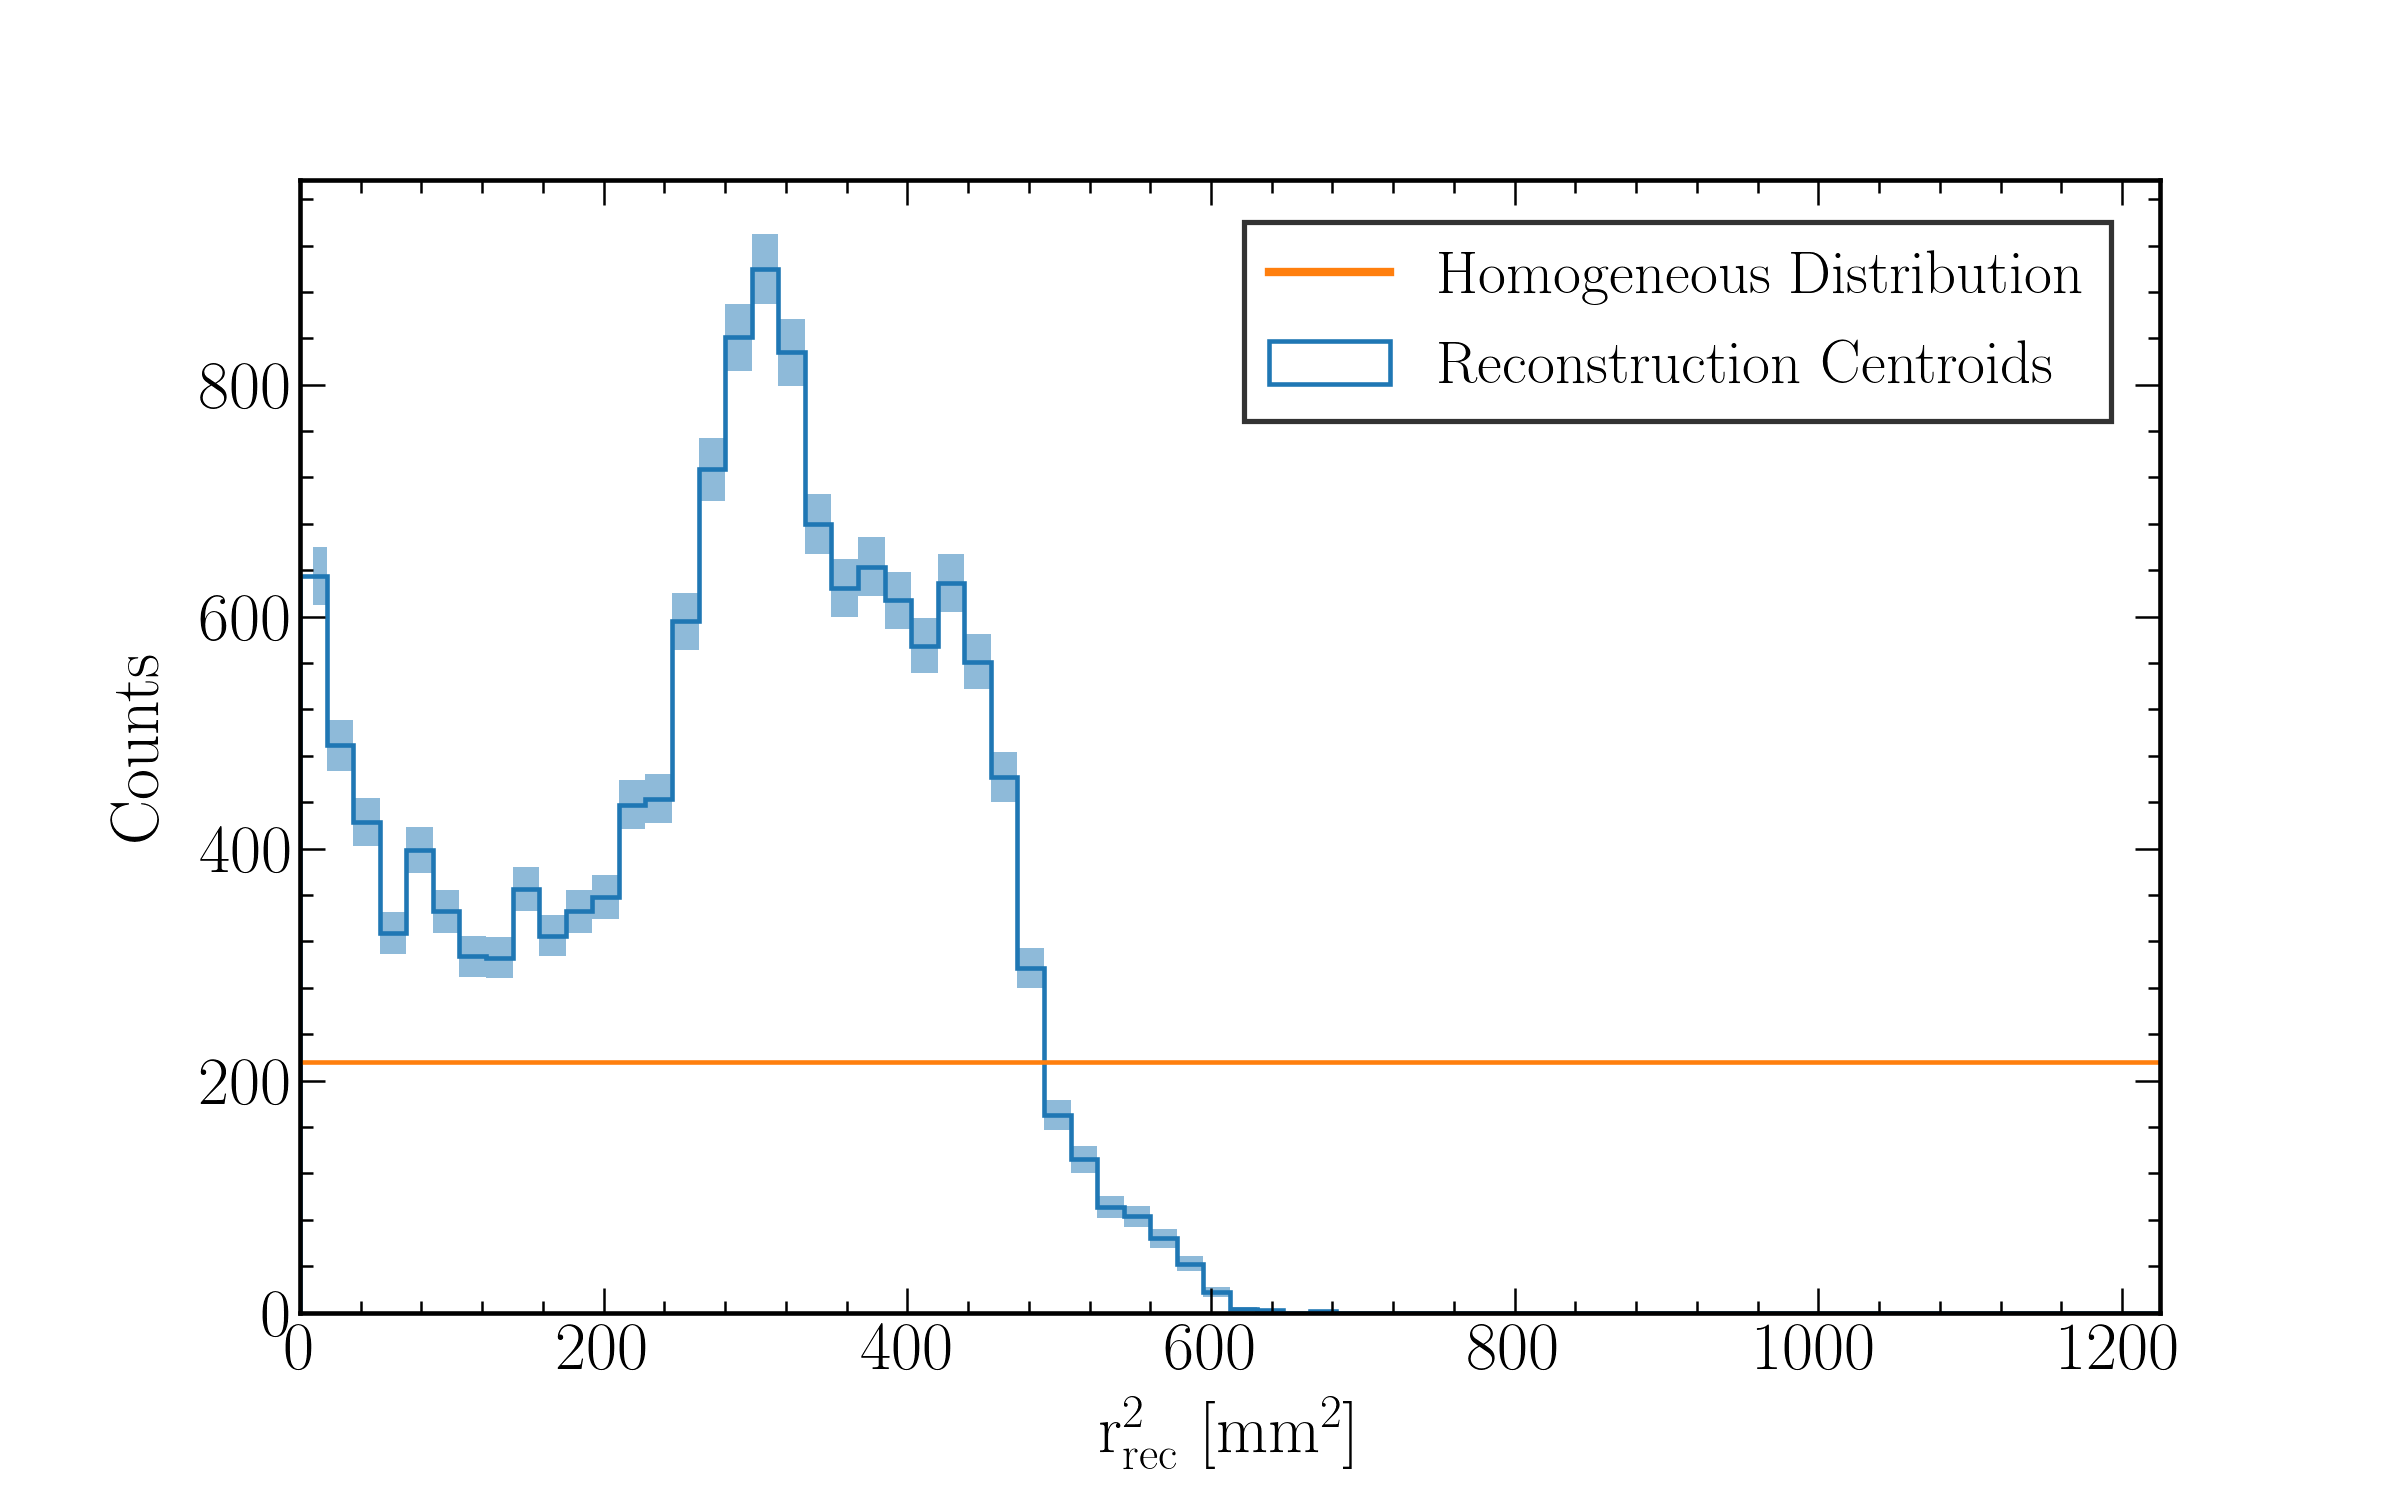 Homogeneous Distribution
Reconstruction Centroids
Counts
800
600
400
200
0
0 200 400 600 800 1000 1200
r²rec [mm²]